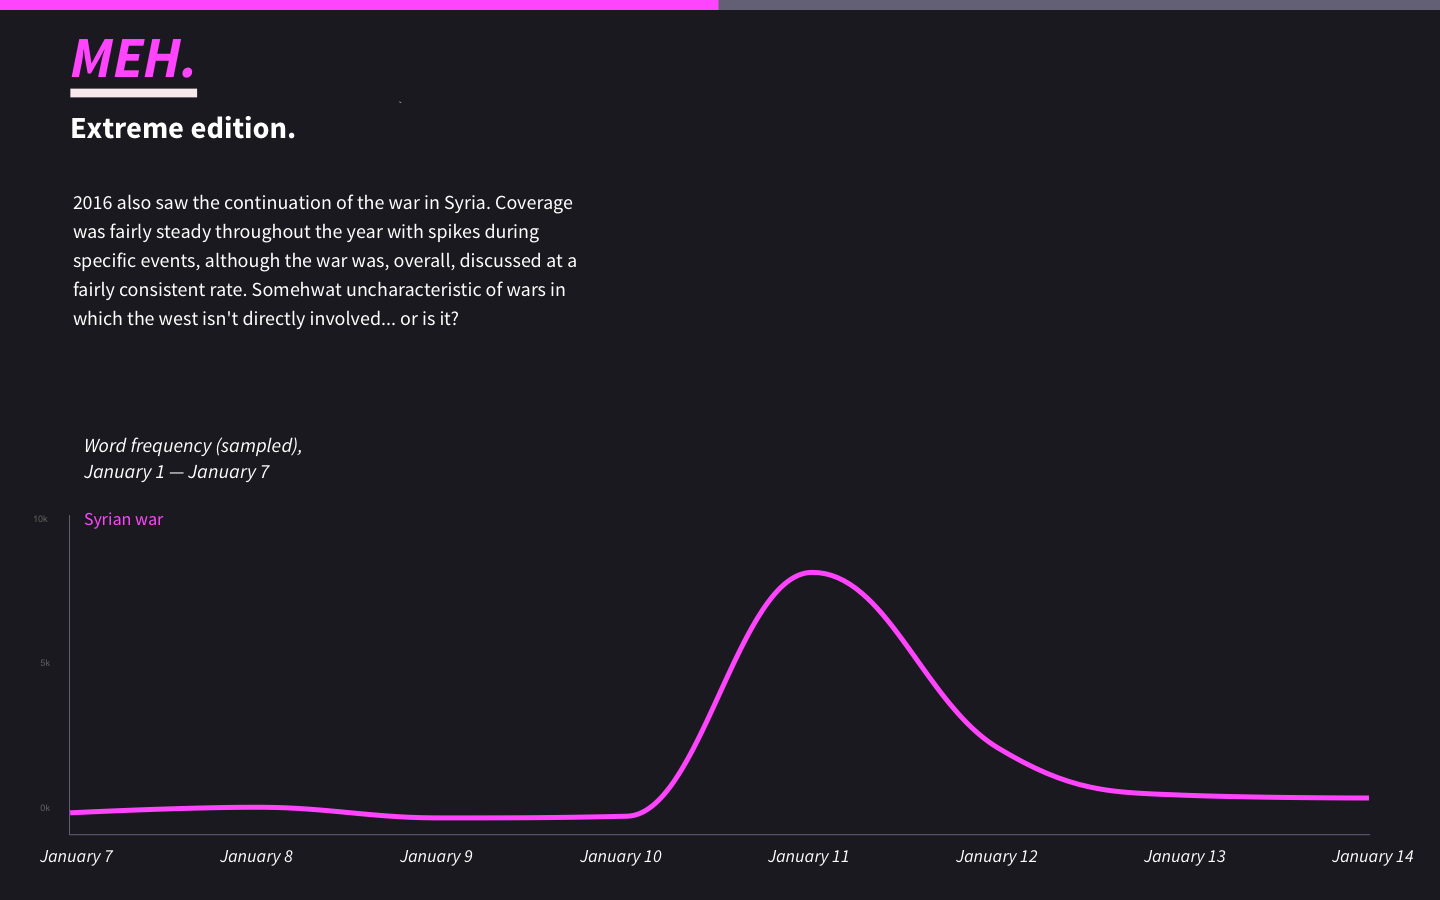 MEH.
Extreme edition.
2016 also saw the continuation of the war in Syria. Coverage
was fairly steady throughout the year with spikes during
specific events, although the war was, overall, discussed at a
fairly consistent rate. Somehwat uncharacteristic of wars in
which the west isn't directly involved... or is it?
Word frequency (sampled),
January 1 — January 7
10k
Syrian war
5k
0k
January 7
January 8
January 9
January 10
January 11
January 12
January 13
January 14